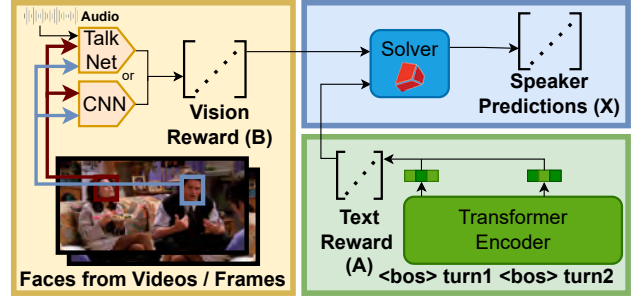 Audio
Talk
Net
or
CNN
Vision
Reward (B)
Faces from Videos / Frames
Solver
Speaker
Predictions (X)
Text
Reward
(A)
Transformer
Encoder
<bos> turn1 <bos> turn2